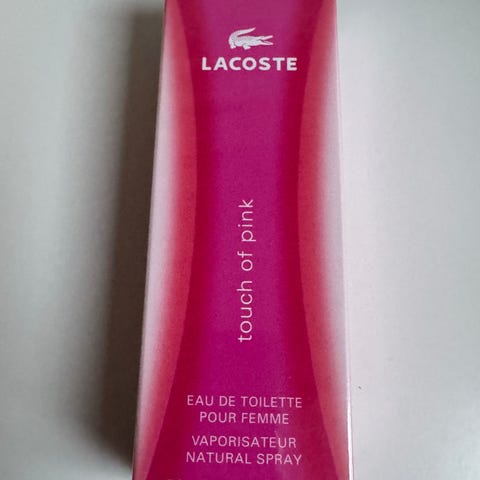 LACOSTE
touch of pink
EAU DE TOILETTE
POUR FEMME
VAPORISATEUR
NATURAL SPRAY